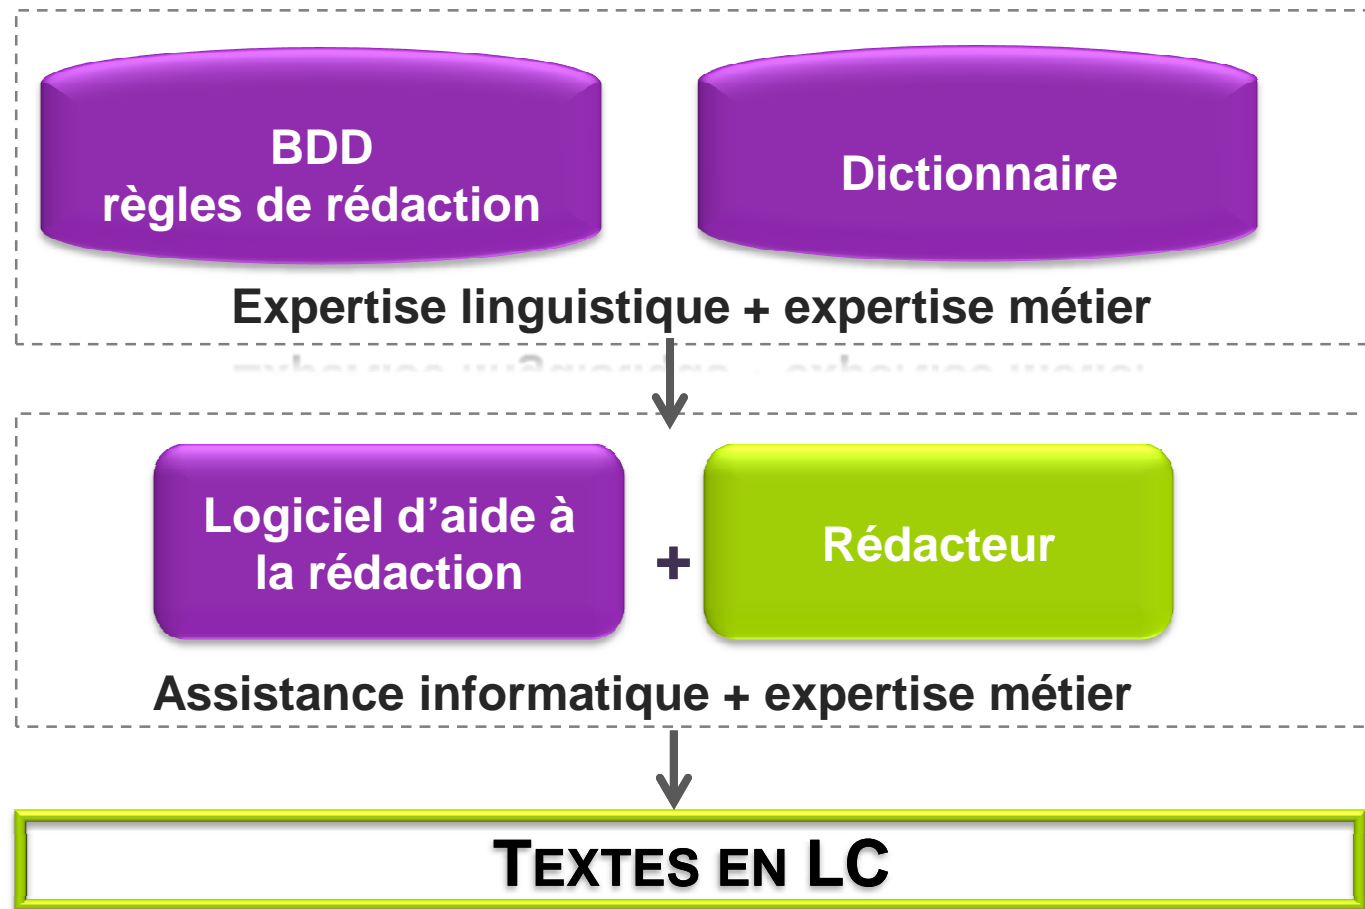 BDD
règles de rédaction
Dictionnaire
Expertise linguistique + expertise métier
Logiciel d’aide à
la rédaction
+
Rédacteur
Assistance informatique + expertise métier
TEXTES EN LC